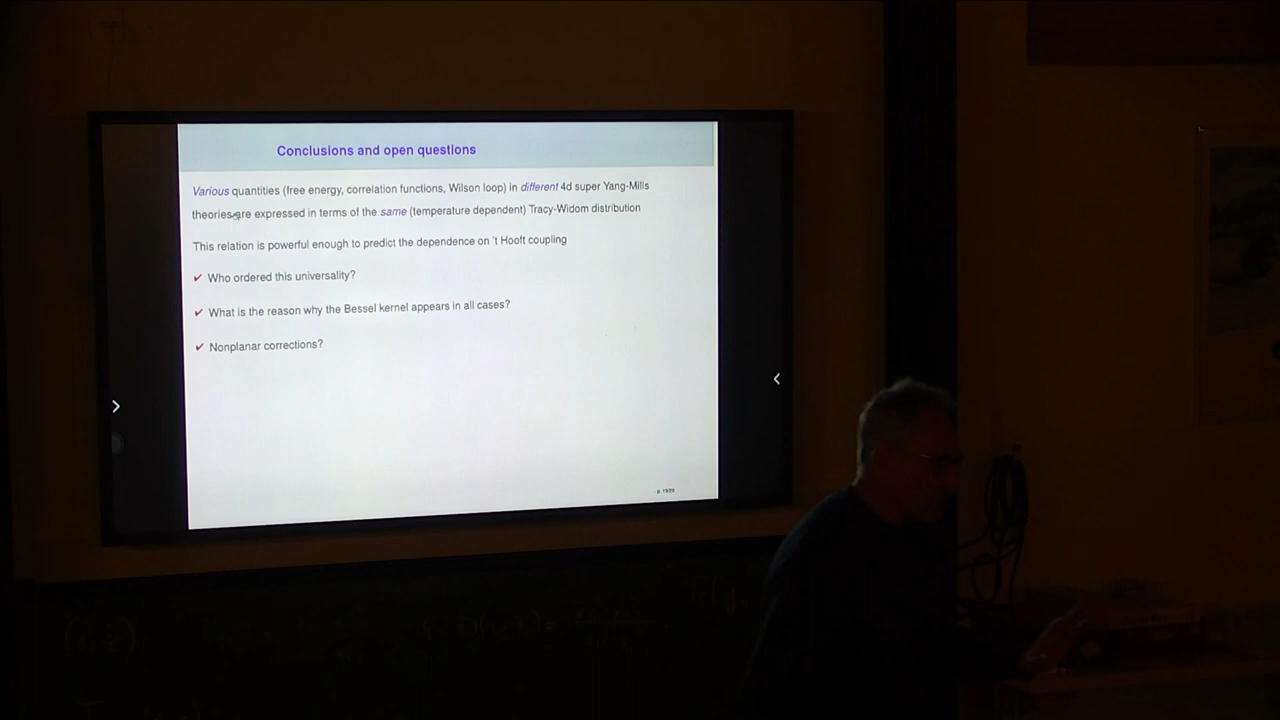 Conclusions and open questions
Various quantities (free energy, correlation functions, Wilson loop) in different 4d super Yang-Mills
theories are expressed in terms of the same (temperature dependent) Tracy-Widom distribution
This relation is powerful enough to predict the dependence on 't Hooft coupling
✔ Who ordered this universality?
✔ What is the reason why the Bessel kernel appears in all cases?
✔ Nonplanar corrections?